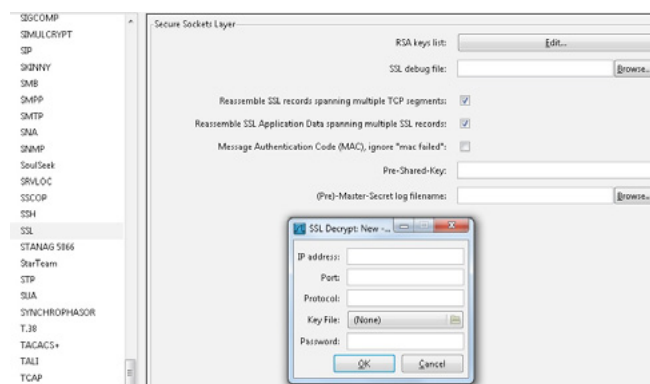 SIGCOMP
SIMULCRYPT
SIP
SKINNY
SMB
SMPP
SMTP
SNA
SNMP
SoulSeek
SRVLOC
SSCOP
SSH
SSL
STANAG 5066
StarTeam
STP
SUA
SYNCHROPHASOR
T.38
TACACS+
TALI
TCAP
Secure Sockets Layer
RSA keys list: Edit...
SSL debug file: Browse...
Reassemble SSL records spanning multiple TCP segments:
Reassemble SSL Application Data spanning multiple SSL records:
Message Authentication Code (MAC), ignore "mac failed":
Pre-Shared-Key:
(Pre)-Master-Secret log filename: Browse...
SSL Decrypt: New -...
IP address:
Port:
Protocol:
Key File: (None)
Password:
OK Cancel